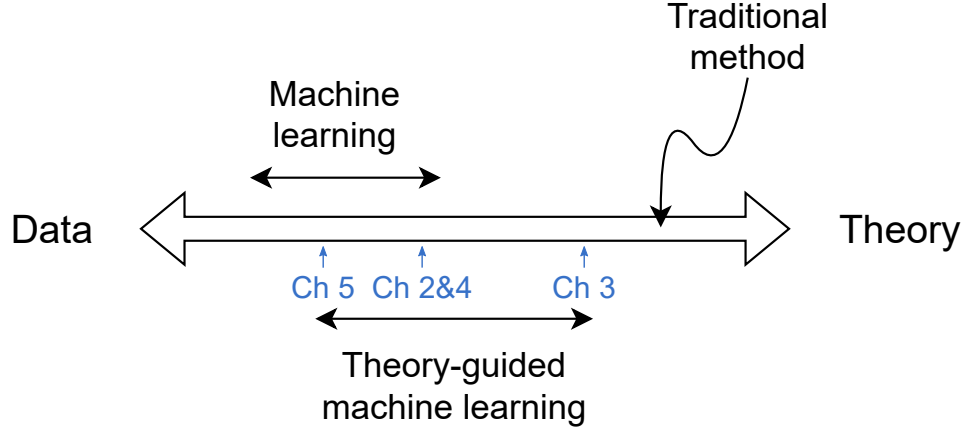 Traditional
method
Machine
learning
Data
Theory
Ch 5
Ch 2&4
Ch 3
Theory-guided
machine learning